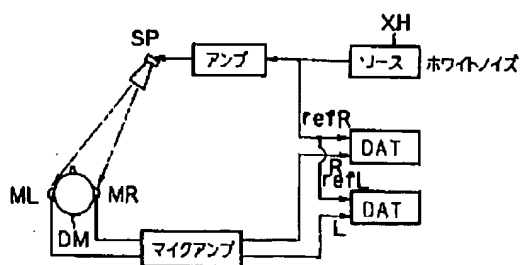 XH
SP
アンプ
ソース
ホワイトノイズ
refR
DAT
R
refL
DAT
L
ML
MR
DM
マイクアンプ